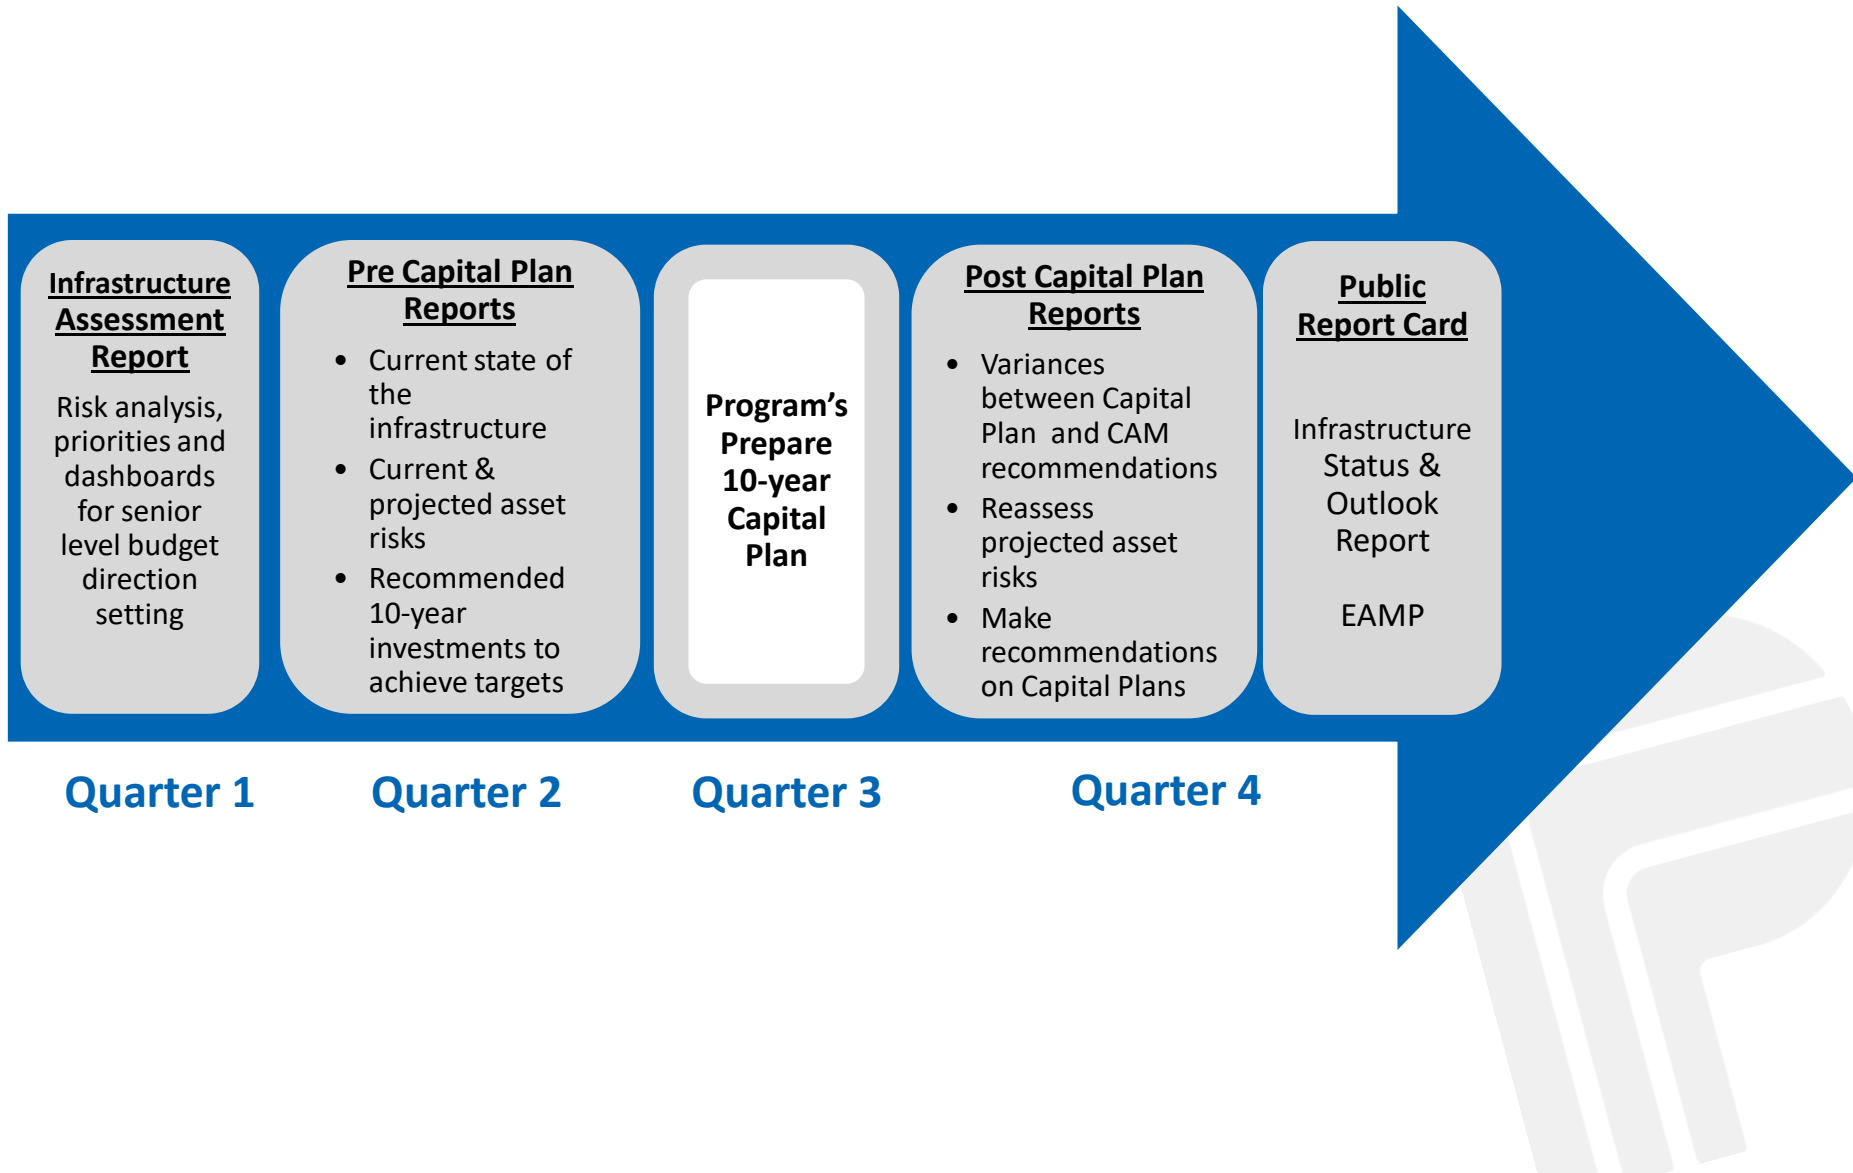 Infrastructure
Assessment
Report
Risk analysis,
priorities and
dashboards
for senior
level budget
direction
setting
Pre Capital Plan
Reports
• Current state of
the
infrastructure
• Current &
projected asset
risks
• Recommended
10-year
investments to
achieve targets
Program’s
Prepare
10-year
Capital
Plan
Post Capital Plan
Reports
• Variances
between Capital
Plan and CAM
recommendations
• Reassess
projected asset
risks
• Make
recommendations
on Capital Plans
Public
Report Card
Infrastructure
Status &
Outlook
Report
EAMP
Quarter 1
Quarter 2
Quarter 3
Quarter 4